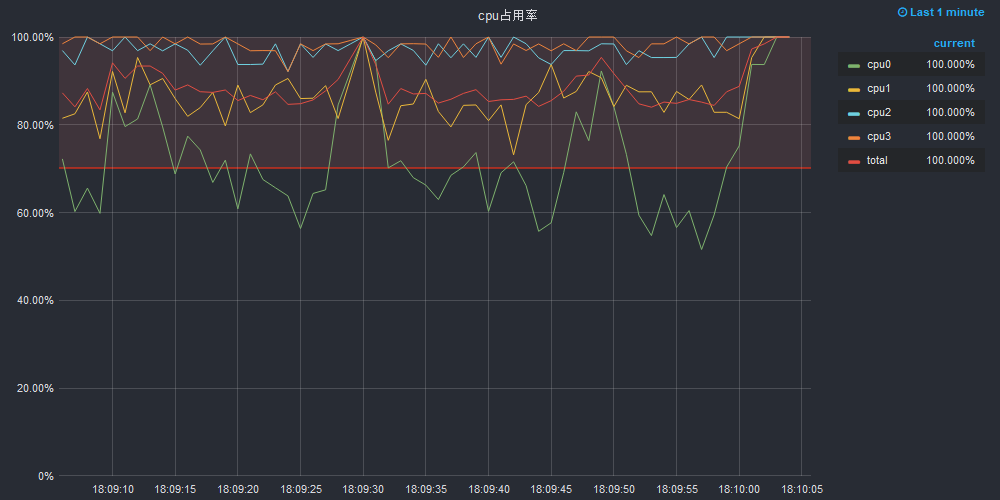 cpu占用率
Last 1 minute
current
cpu0 100.000%
cpu1 100.000%
cpu2 100.000%
cpu3 100.000%
total 100.000%
100.00%
80.00%
60.00%
40.00%
20.00%
0%
18:09:10 18:09:15 18:09:20 18:09:25 18:09:30 18:09:35 18:09:40 18:09:45 18:09:50 18:09:55 18:10:00 18:10:05